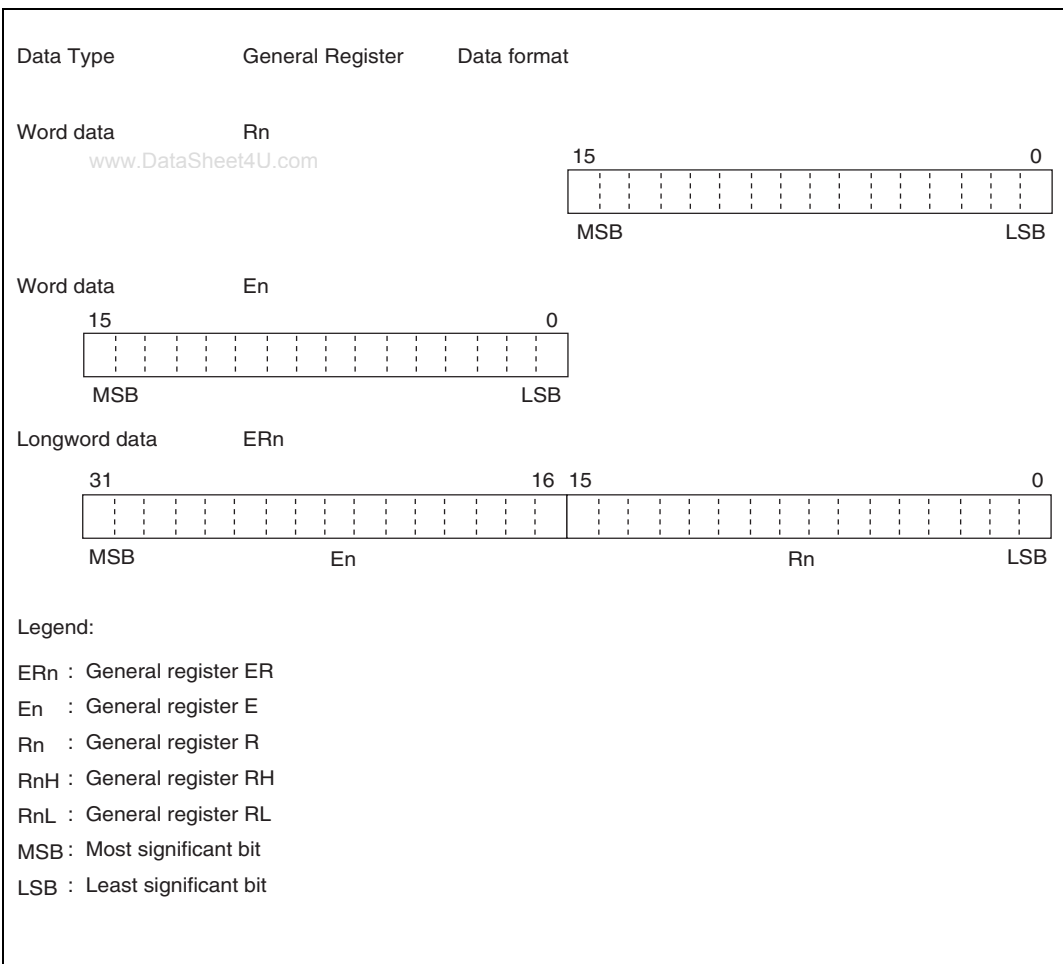 Data Type General Register Data format
Word data Rn
www.DataSheet4U.com
15 0
MSB LSB
Word data En
15 0
MSB LSB
Longword data ERn
31 16 15 0
MSB En Rn LSB
Legend:
ERn : General register ER
En : General register E
Rn : General register R
RnH : General register RH
RnL : General register RL
MSB : Most significant bit
LSB : Least significant bit